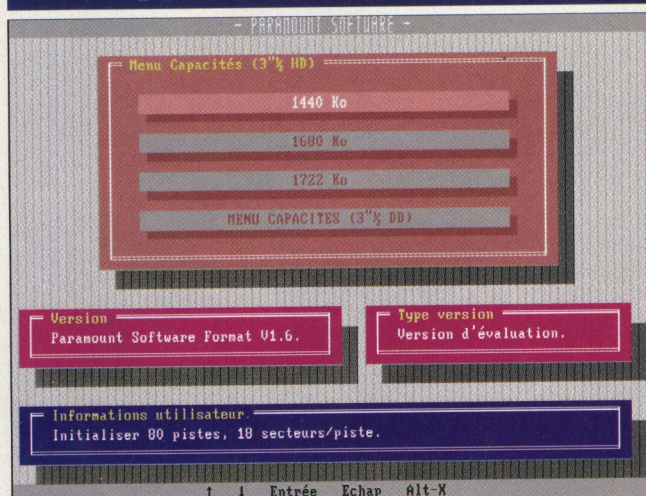 - PARAMOUNT SOFTWARE -
Menu Capacités (3"½ HD)
1440 Ko
1680 Ko
1722 Ko
MENU CAPACITES (3"½ DD)
Version
Paramount Software Format V1.6.
Type version
Version d'évaluation.
Informations utilisateur
Initialiser 80 pistes, 18 secteurs/piste.
↑ ↓ Entrée Echap Alt-X